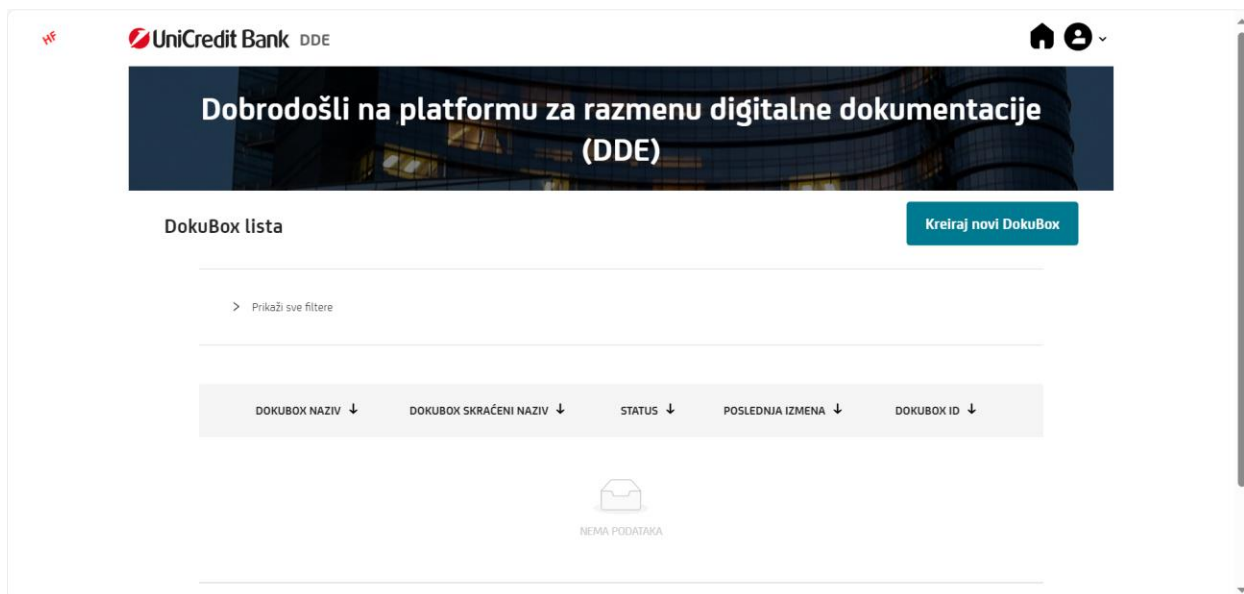 HF
UniCredit Bank DDE
Dobrodošli na platformu za razmenu digitalne dokumentacije
(DDE)
DokuBox lista
Kreiraj novi DokuBox
Prikaži sve filtere
DOKUBOX NAZIV DOKUBOX SKRAĆENI NAZIV STATUS POSLEDNJA IZMENA DOKUBOX ID
NEMA PODATAKA